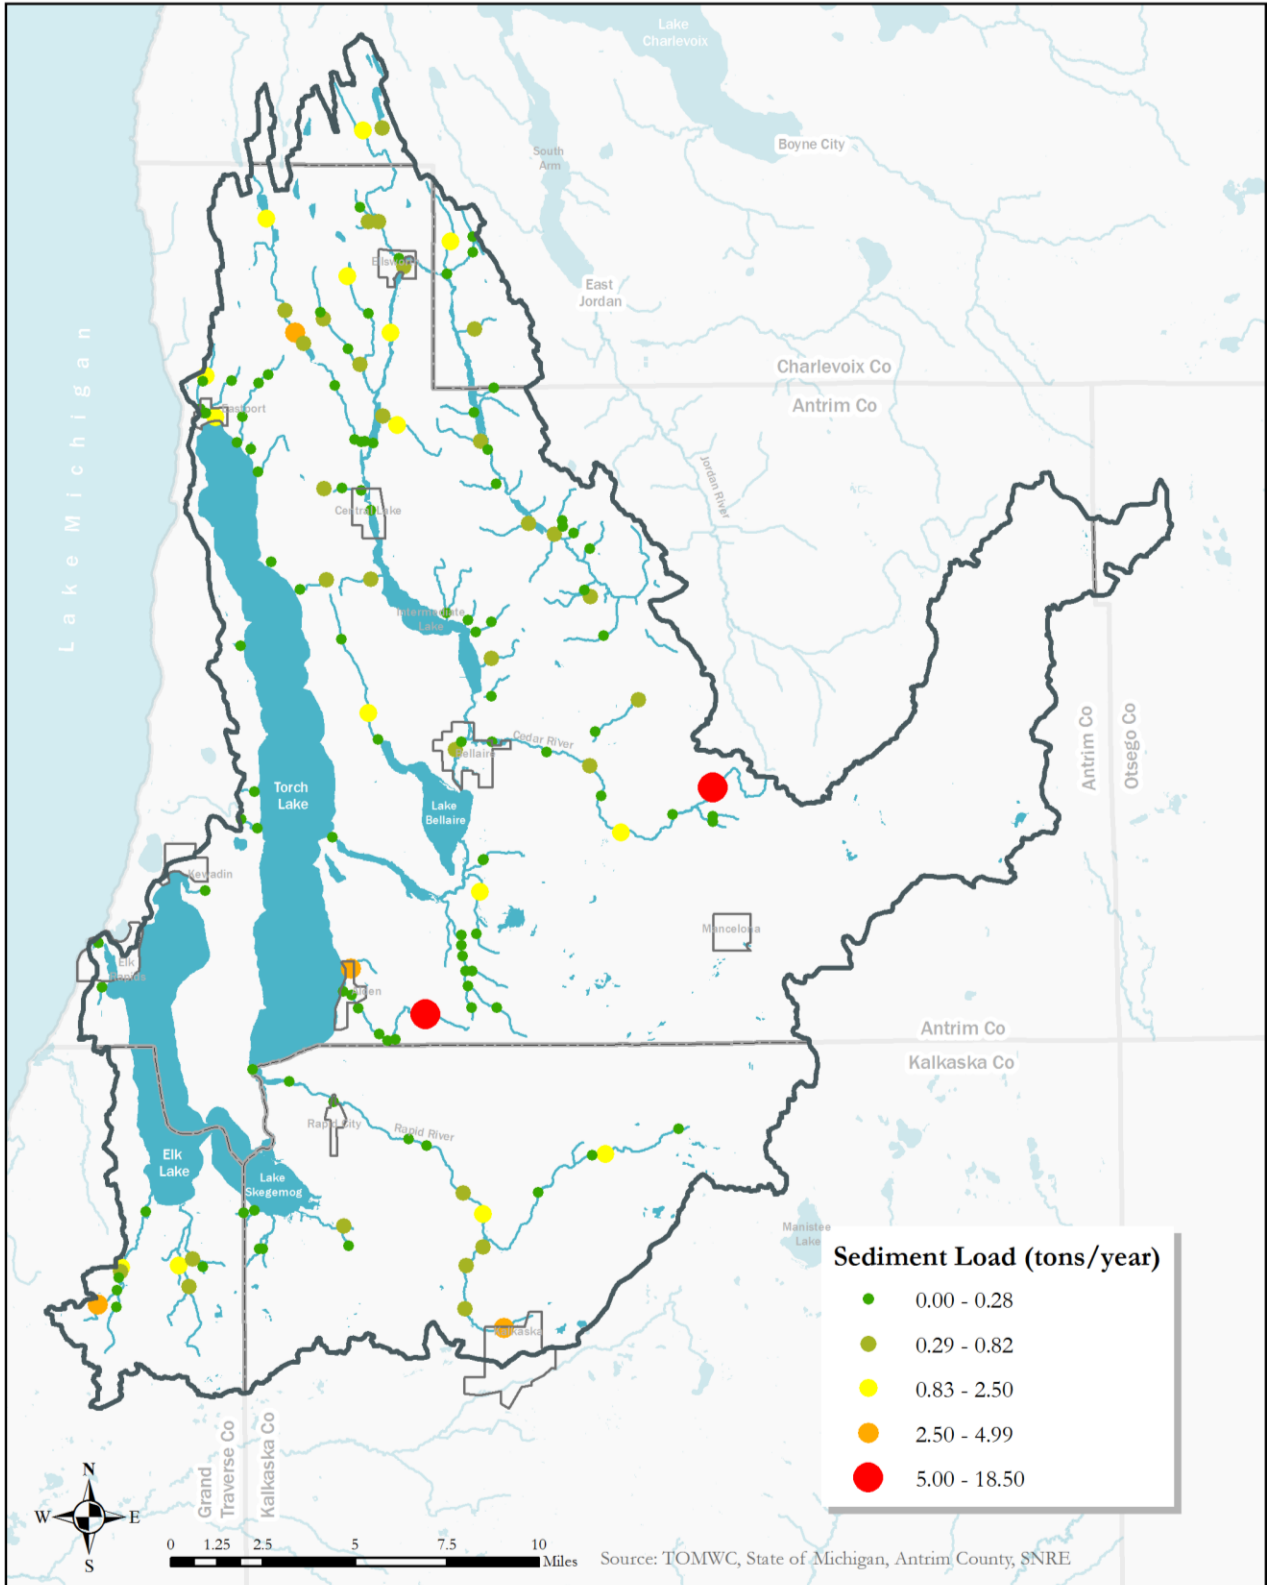 Lake
Charlevoix
Boyne City
South
Arm
Ellsworth
East
Jordan
Lake Michigan
Charlevoix Co
Antrim Co
Eastport
Jordan River
Central Lake
Intermediate
Lake
Antrim Co
Otsego Co
Cedar River
Bellaire
Torch
Lake
Lake
Bellaire
Kewadin
Mancelona
Elk
Rapids
Alden
Antrim Co
Kalkaska Co
Rapid City
Rapid River
Elk
Lake
Lake
Skegemog
Manistee
Lake
Kalkaska
Sediment Load (tons/year)
0.00 - 0.28
0.29 - 0.82
0.83 - 2.50
2.50 - 4.99
5.00 - 18.50
Grand
Traverse Co
Kalkaska Co
N
W
E
S
0 1.25 2.5 5 7.5 10
Miles
Source: TOMWC, State of Michigan, Antrim County, SNRE